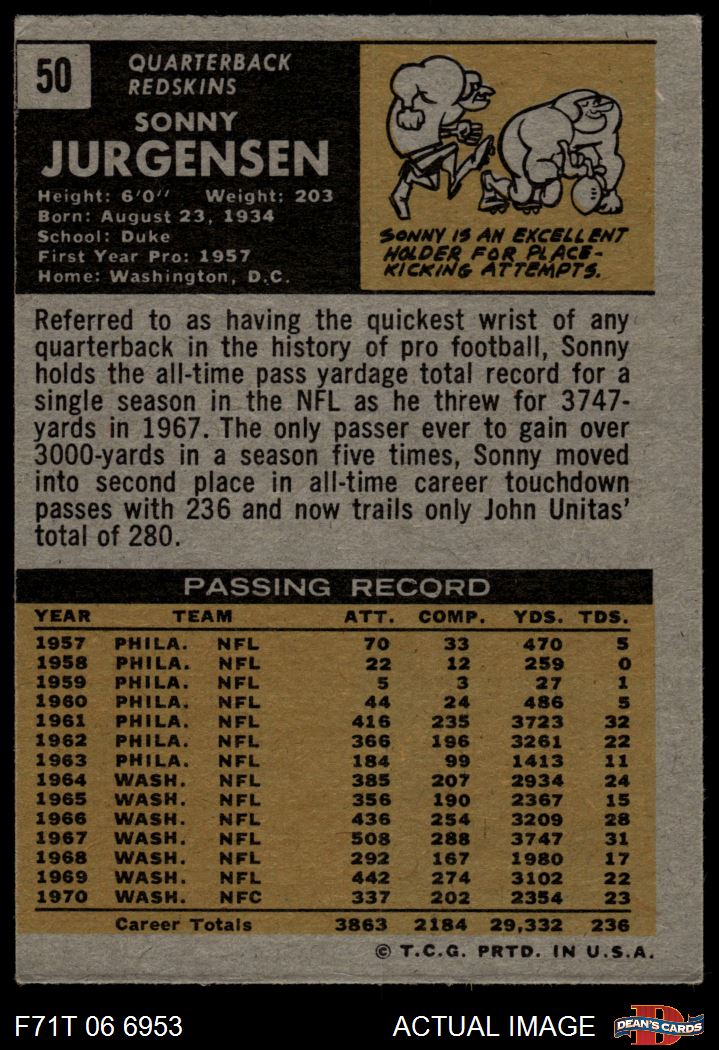 50
QUARTERBACK
REDSKINS
SONNY
JURGENSEN
Height: 6'0'' Weight: 203
Born: August 23, 1934
School: Duke
First Year Pro: 1957
Home: Washington, D.C.
SONNY IS AN EXCELLENT
HOLDER FOR PLACE-
KICKING ATTEMPTS.
Referred to as having the quickest wrist of any
quarterback in the history of pro football, Sonny
holds the all-time pass yardage total record for a
single season in the NFL as he threw for 3747-
yards in 1967. The only passer ever to gain over
3000-yards in a season five times, Sonny moved
into second place in all-time career touchdown
passes with 236 and now trails only John Unitas'
total of 280.
PASSING RECORD
YEAR TEAM ATT. COMP. YDS. TDS.
1957 PHILA. NFL 70 33 470 5
1958 PHILA. NFL 22 12 259 0
1959 PHILA. NFL 5 3 27 1
1960 PHILA. NFL 44 24 486 5
1961 PHILA. NFL 416 235 3723 32
1962 PHILA. NFL 366 196 3261 22
1963 PHILA. NFL 184 99 1413 11
1964 WASH. NFL 385 207 2934 24
1965 WASH. NFL 356 190 2367 15
1966 WASH. NFL 436 254 3209 28
1967 WASH. NFL 508 288 3747 31
1968 WASH. NFL 292 167 1980 17
1969 WASH. NFL 442 274 3102 22
1970 WASH. NFC 337 202 2354 23
Career Totals 3863 2184 29,332 236
© T.C.G. PRTD. IN U.S.A.
F71T 06 6953 ACTUAL IMAGE D DEAN'S CARDS